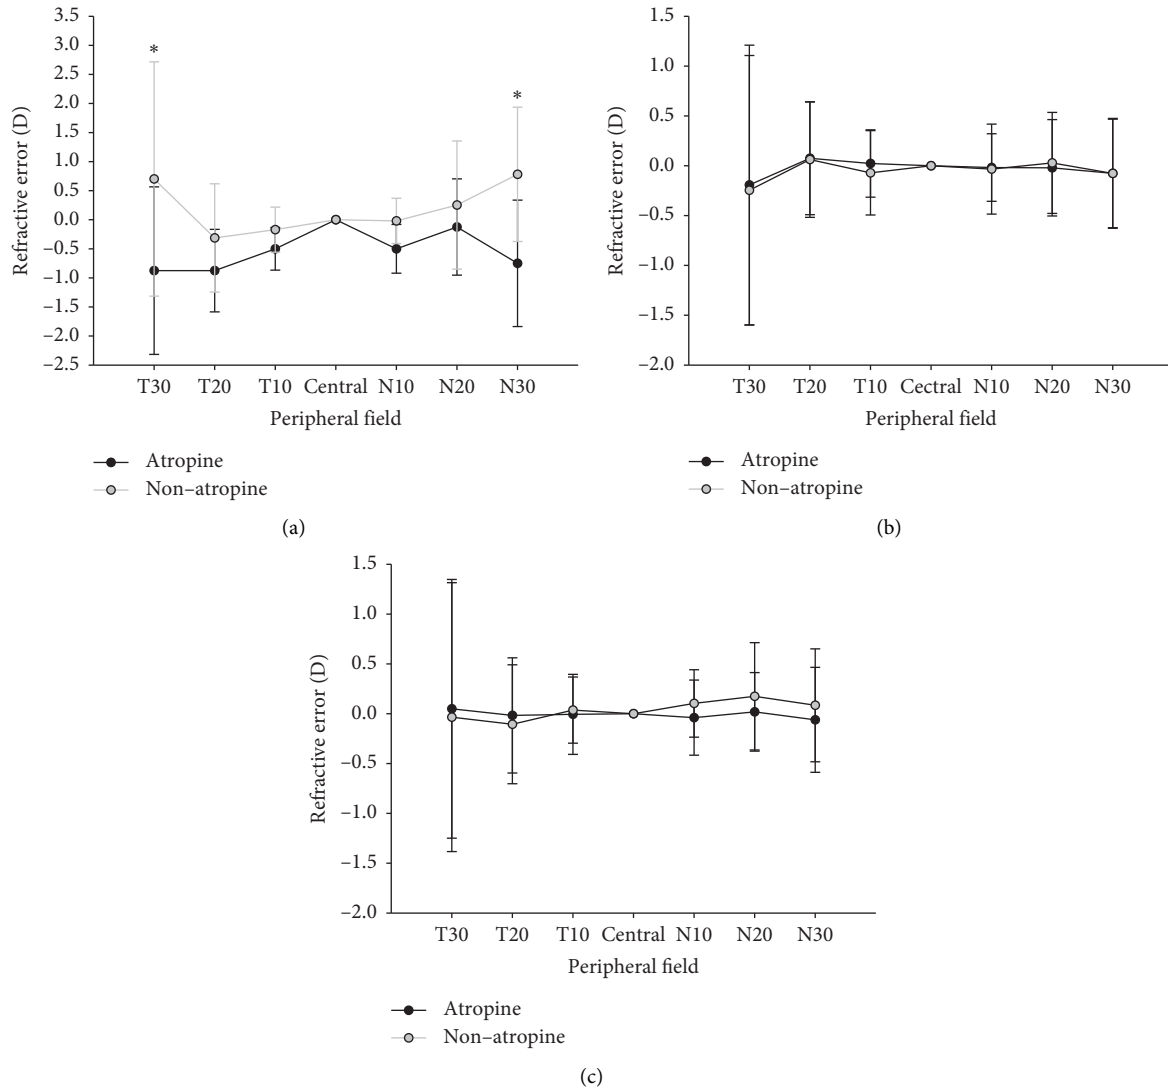 3.5
3.0
2.5
2.0
1.5
1.0
0.5
0.0
−0.5
−1.0
−1.5
−2.0
−2.5
Refractive error (D)
*
*
T30 T20 T10 Central N10 N20 N30
Peripheral field
Atropine
Non–atropine
(a)
1.5
1.0
0.5
0.0
−0.5
−1.0
−1.5
−2.0
Refractive error (D)
T30 T20 T10 Cectral N10 N20 N30
Peripheral field
Atropine
Non–atropine
(b)
1.5
1.0
0.5
0.0
−0.5
−1.0
−1.5
−2.0
Refractive error (D)
T30 T20 T10 Central N10 N20 N30
Peripheral field
Atropine
Non–atropine
(c)